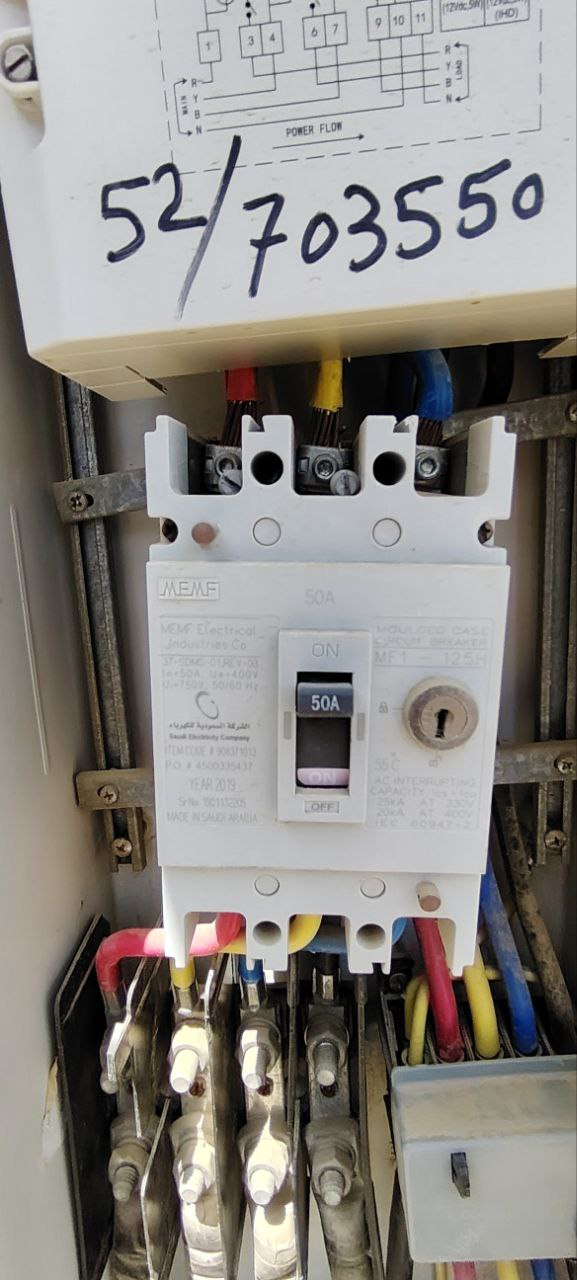 (12Vdc,5W)
(IHD)
1 3 4 6 7 9 10 11
R R
MAIN Y Y LOAD
B B
N N
POWER FLOW
52/703550
MEMF
50A
MEMF Electrical
Industries Co
37-SDMS-01,REV-03
In=50A, Ue=400V
Ui=750V, 50/60 Hz
الشركة السعودية للكهرباء
Saudi Electricity Company
ITEM CODE # 908371013
P.O # 4500335437
YEAR 2019
Sr No 1901132205
MADE IN SAUDI ARABIA
ON
50A
ON
OFF
MOULDED CASE
CIRCUIT BREAKER
MF1 - 125H
55°C
AC INTERRUPTING
CAPACITY Ics = Icu
25kA AT 230V
20kA AT 400V
IEC 60947-2